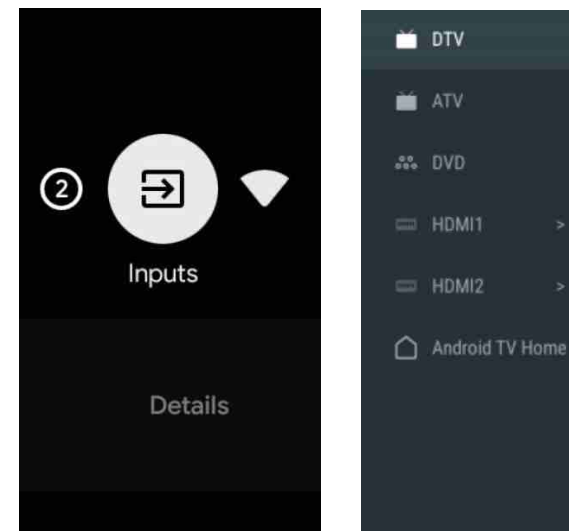 2
Inputs
Details
DTV
ATV
DVD
HDMI1 >
HDMI2 >
Android TV Home